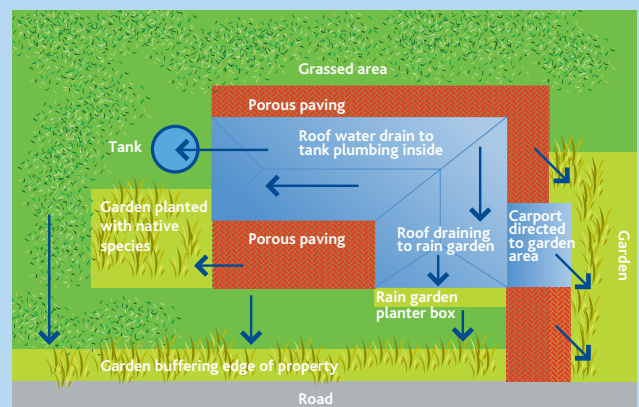 Grassed area
Porous paving
Roof water drain to
tank plumbing inside
Tank
Garden planted
with native
species
Porous paving
Roof draining
to rain garden
Carport
directed
to garden
area
Garden
Rain garden
planter box
Garden buffering edge of property
Road